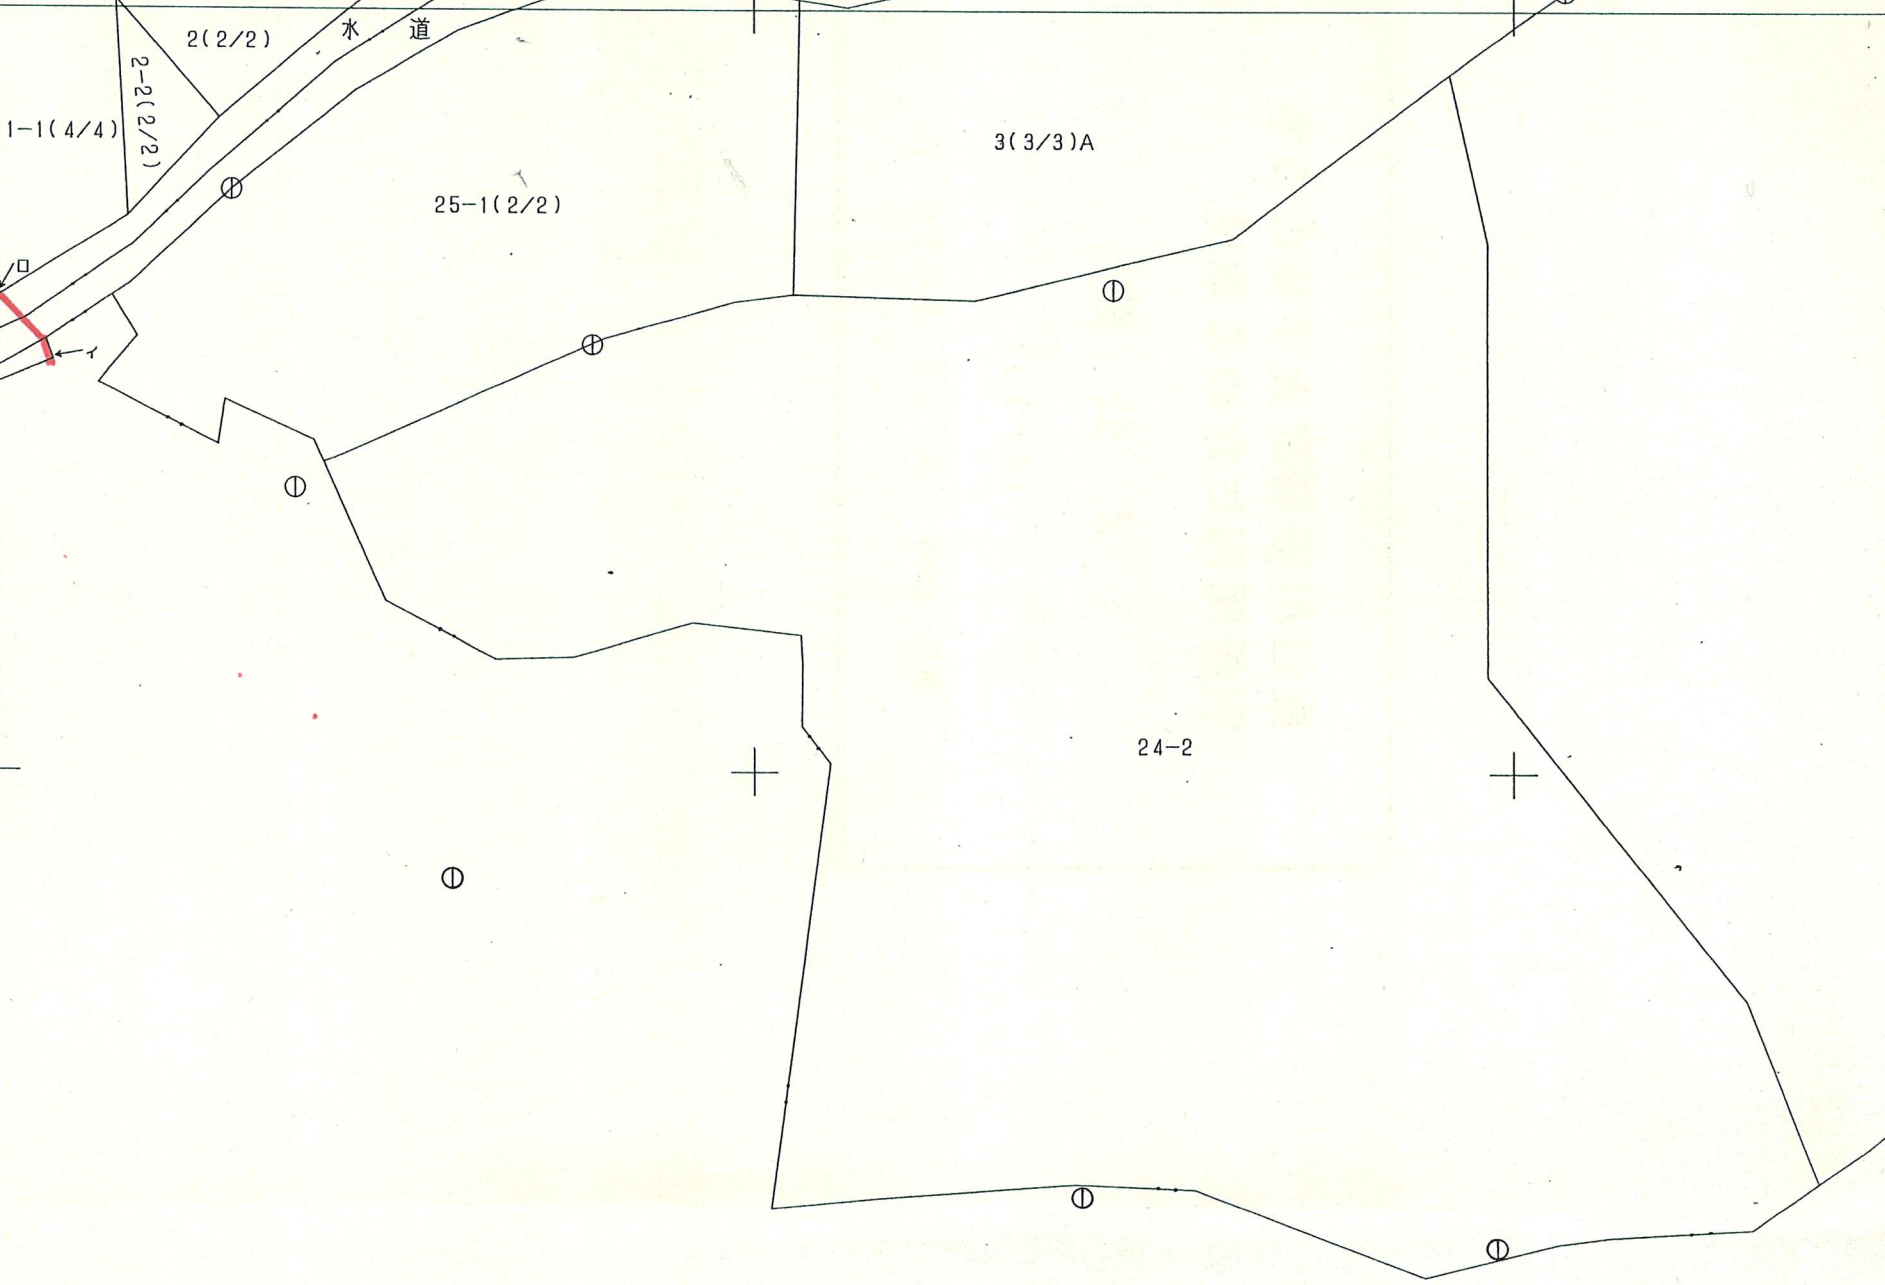 水 道
2(2/2)
2-2(2/2)
1-1(4/4)
3(3/3)A
25-1(2/2)
ロ
イ
24-2